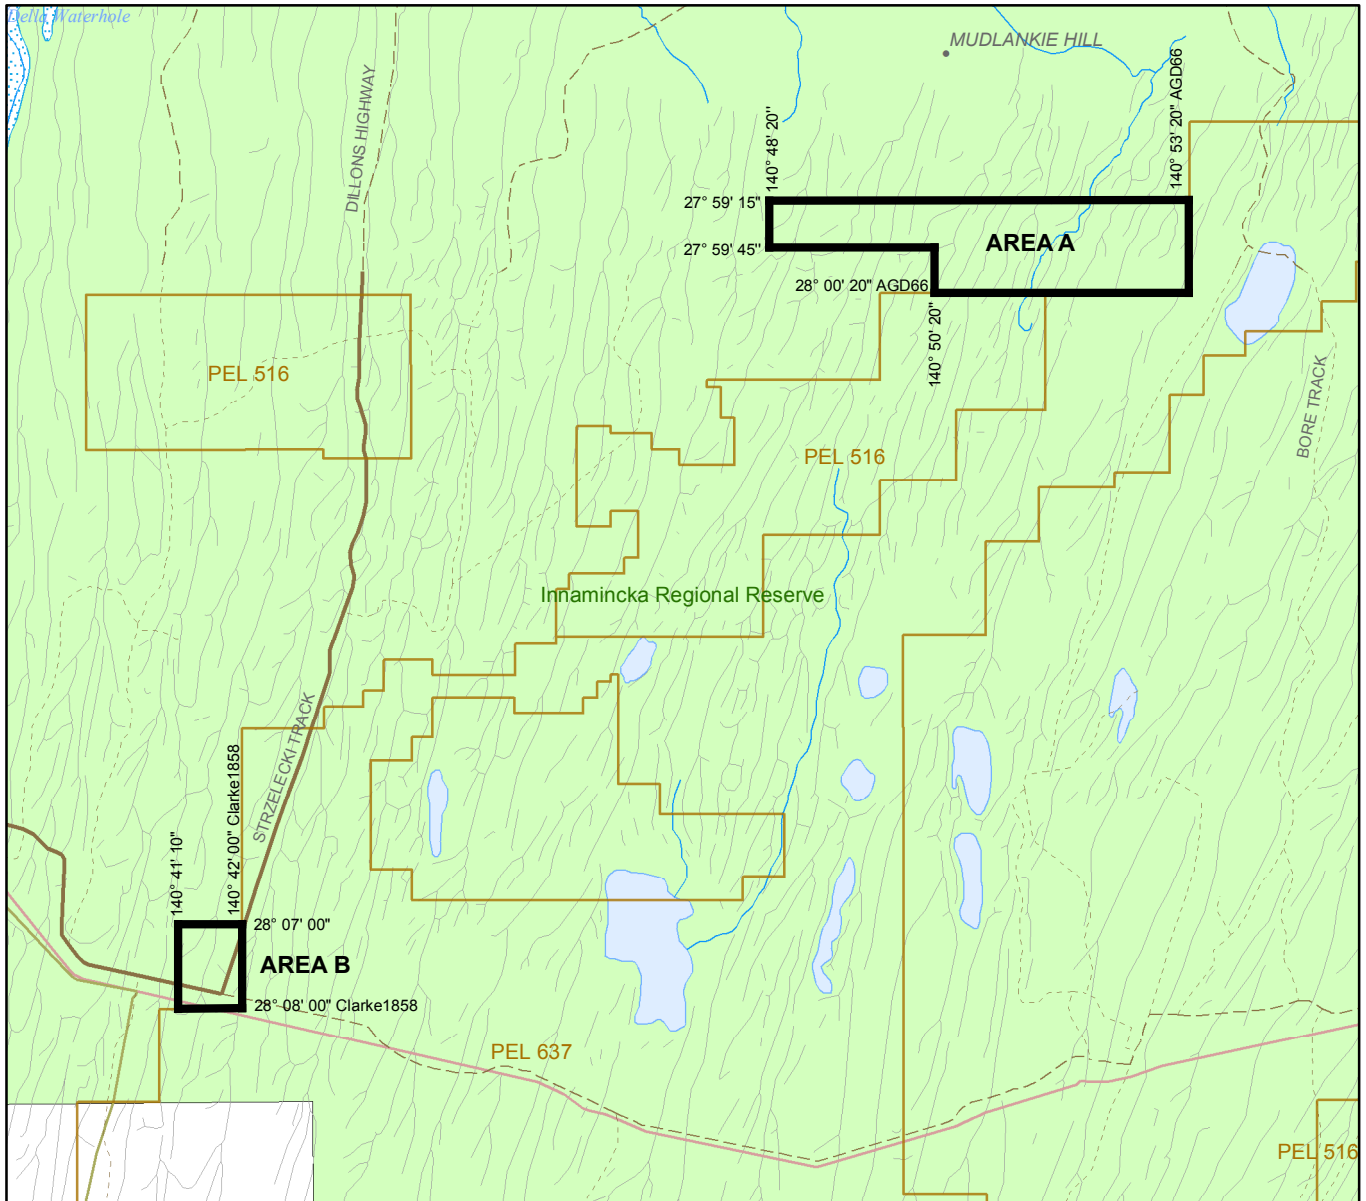 Della Waterhole
MUDLANKIE HILL
DILLONS HIGHWAY
140° 48' 20"
140° 53' 20" AGD66
27° 59' 15"
27° 59' 45"
AREA A
28° 00' 20" AGD66
140° 50' 20"
PEL 516
BORE TRACK
PEL 516
Innamincka Regional Reserve
STRZELECKI TRACK
140° 41' 10"
140° 42' 00" Clarke1858
28° 07' 00"
AREA B
28° 08' 00" Clarke1858
PEL 637
PEL 516